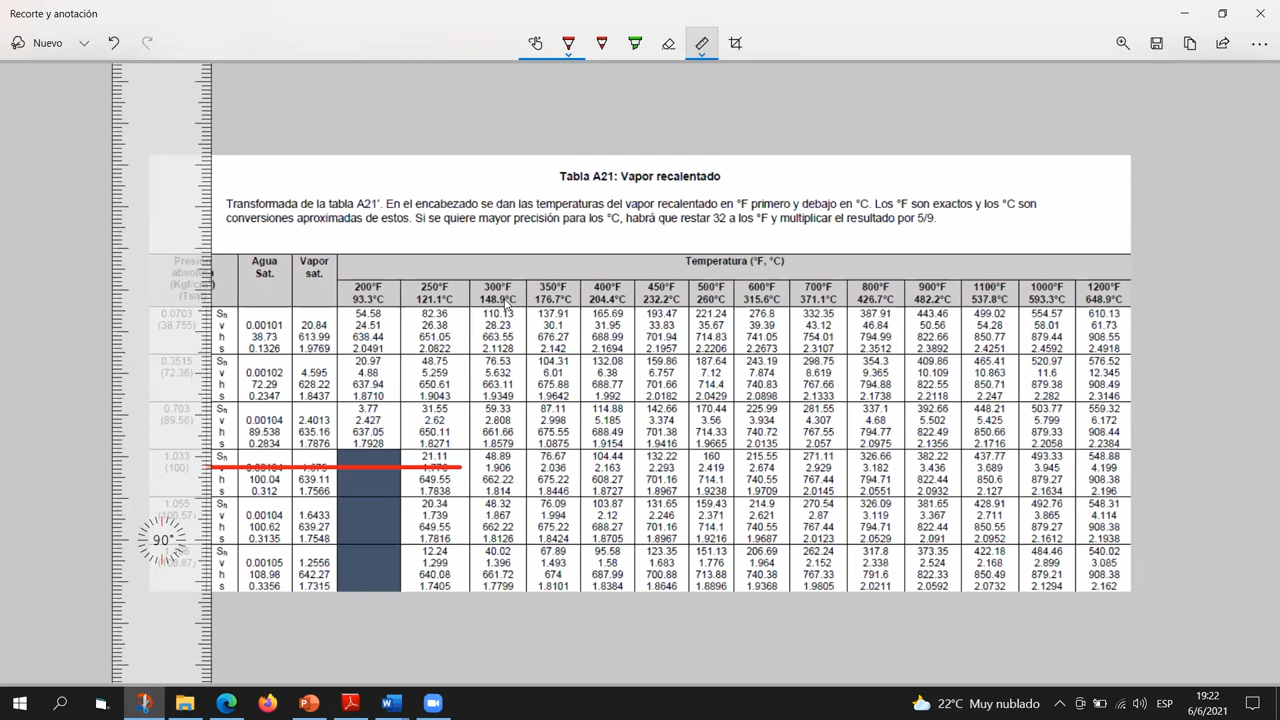 Recorte y anotación
Nuevo
Tabla A21: Vapor recalentado
Transformada de la tabla A21'. En el encabezado se dan las temperaturas del vapor recalentado en °F primero y debajo en °C. Los °F son exactos y los °C son
conversiones aproximadas de estos. Si se quiere mayor precisión para los °C, habrá que restar 32 a los °F y multiplicar el resultado por 5/9.
Agua Sat. Vapor sat. Temperatura (°F, °C)
200°F 250°F 300°F 350°F 400°F 450°F 500°F 600°F 700°F 800°F 900°F 1100°F 1000°F 1200°F
93.3°C 121.1°C 148.9°C 176.7°C 204.4°C 232.2°C 260°C 315.6°C 371.1°C 426.7°C 482.2°C 537.8°C 593.3°C 648.9°C
0.0703 Sh 54.58 82.36 110.13 137.91 165.69 193.47 221.24 276.8 332.35 387.91 443.46 499.02 554.57 610.13
(38.755) v 0.00101 20.84 24.51 26.38 28.23 30.1 31.95 33.83 35.67 39.39 43.12 46.84 50.56 54.28 58.01 61.73
h 38.73 613.99 638.44 651.05 663.55 676.27 688.99 701.94 714.83 741.05 754.01 794.99 822.66 850.77 879.44 908.55
s 0.1326 1.9769 2.0491 2.0822 2.1128 2.142 2.1694 2.1957 2.2206 2.2673 2.3107 2.3512 2.3892 2.4251 2.4592 2.4918
0.3515 Sh 20.97 48.75 76.53 104.31 132.08 159.86 187.64 243.19 298.75 354.3 409.86 465.41 520.97 576.52
(72.36) v 0.00102 4.595 4.88 5.259 5.632 6.01 6.38 6.757 7.12 7.874 8.619 9.365 10.109 10.863 11.6 12.345
h 72.29 628.22 637.94 650.61 663.11 675.88 688.77 701.66 714.4 740.83 767.66 794.88 822.55 850.71 879.38 908.49
s 0.2347 1.8437 1.8710 1.9043 1.9349 1.9642 1.992 2.0182 2.0429 2.0898 2.1333 2.1738 2.2118 2.247 2.282 2.3146
0.703 Sh 3.77 31.55 59.33 87.11 114.88 142.66 170.44 225.99 281.55 337.1 392.66 448.21 503.77 559.32
(89.56) v 0.00104 2.4013 2.427 2.62 2.808 2.998 5.185 3.374 3.56 3.934 4.307 4.68 5.502 5.425 5.799 6.172
h 89.538 635.16 637.05 650.11 661.66 675.55 688.49 701.38 714.33 740.72 767.55 794.77 822.49 850.66 879.33 908.44
s 0.2834 1.7876 1.7928 1.8271 1.8579 1.0875 1.9154 1.9416 1.9665 2.0135 2.057 2.0975 2.1356 2.1716 2.2058 2.2384
1.033 Sh 21.11 48.89 76.67 104.44 132.22 160 215.55 271.11 326.66 382.22 437.77 493.33 548.88
(100) 1.906 2.036 2.163 2.293 2.419 2.674 2.929 3.182 3.436 3.689 3.945 4.199
h 100.04 639.11 649.55 662.22 675.22 608.27 701.16 714.1 740.55 767.44 794.77 822.44 850.6 879.27 908.38
s 0.312 1.7566 1.7838 1.814 1.8446 1.8727 1.8967 1.9238 1.9709 2.0145 2.0551 2.0932 2.127 2.1634 2.196
1.055 Sh 20.34 48.32 76.09 103.87 131.65 159.43 214.9 270.54 326.09 381.65 428.91 492.76 548.31
v 0.00104 1.6433 1.739 1.867 1.994 2.12 2.246 2.371 2.621 2.87 3.119 3.367 2.711 3.865 4.114
h 100.62 639.27 649.55 662.22 675.22 688.27 701.16 714.1 740.55 767.44 794.77 822.44 850.55 879.27 908.38
s 0.3135 1.7548 1.7816 1.8126 1.8424 1.8705 1.8967 1.9216 1.9687 2.0123 2.0529 2.091 2.0952 2.1612 2.1938
Sh 12.24 40.02 67.89 95.58 123.35 151.13 206.69 262.24 317.8 373.35 422.18 484.46 540.02
v 0.00105 1.2556 1.299 1.396 1.493 1.58 1.683 1.776 1.964 2.152 2.338 2.524 2.168 2.899 3.085
h 108.98 642.27 640.08 661.72 674 687.99 700.88 713.88 740.38 767.33 791.6 822.33 850.49 879.21 908.38
s 0.3356 1.7315 1.7405 1.7799 1.8101 1.8384 1.8646 1.8896 1.9368 1.9805 2.0211 2.0592 2.0732 2.1294 2.162
90°
22°C Muy nublado
ESP
19:22
6/6/2021